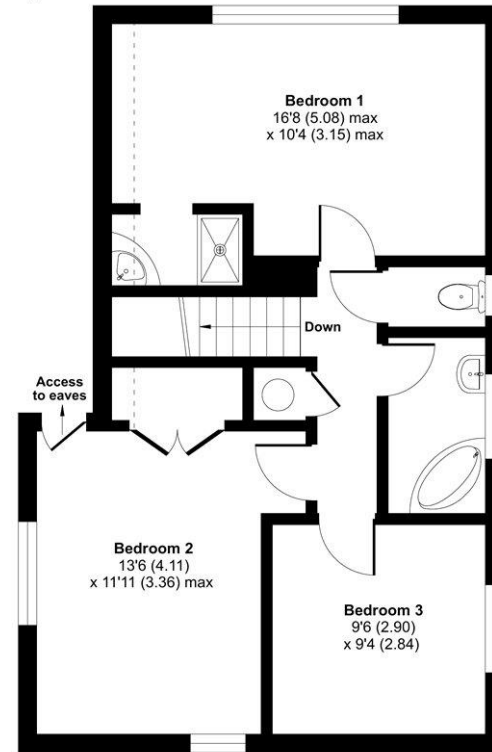 Bedroom 1
16'8 (5.08) max
x 10'4 (3.15) max
Down
Access
to eaves
Bedroom 2
13'6 (4.11)
x 11'11 (3.36) max
Bedroom 3
9'6 (2.90)
x 9'4 (2.84)